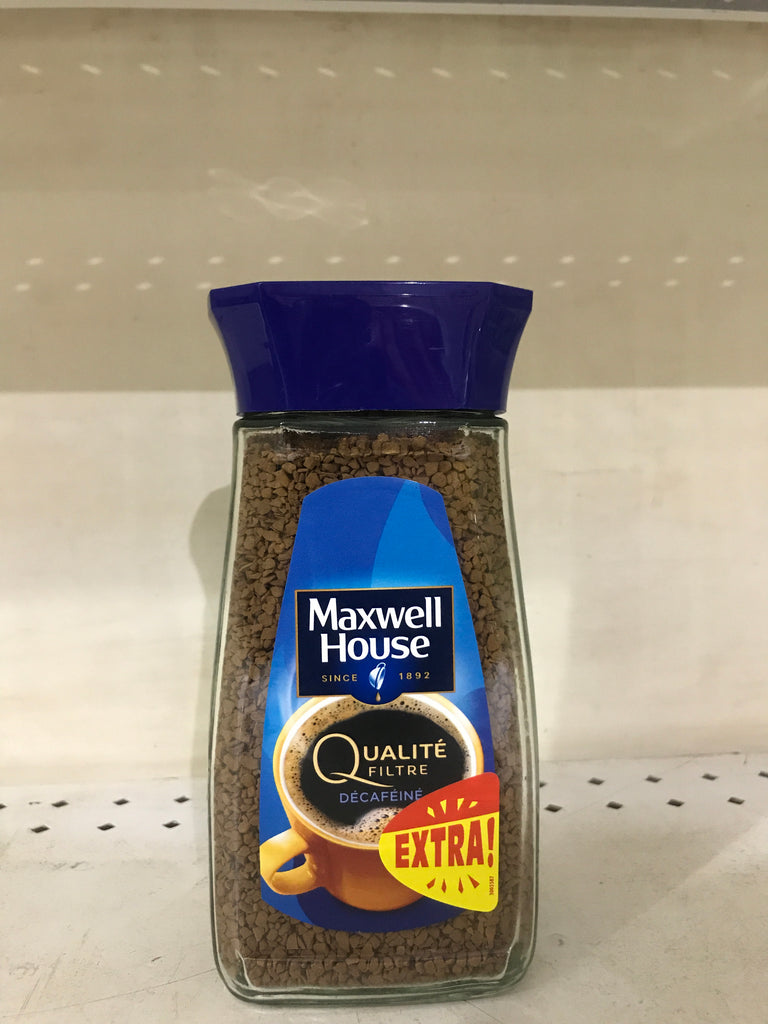 Maxwell
House
SINCE 1892
QUALITÉ
FILTRE
DÉCAFÉINÉ
EXTRA!